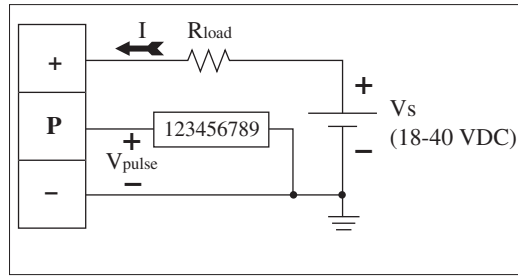 I Rload
+
+
Vs
(18-40 VDC)
P
123456789
+
Vpulse
−
−
−